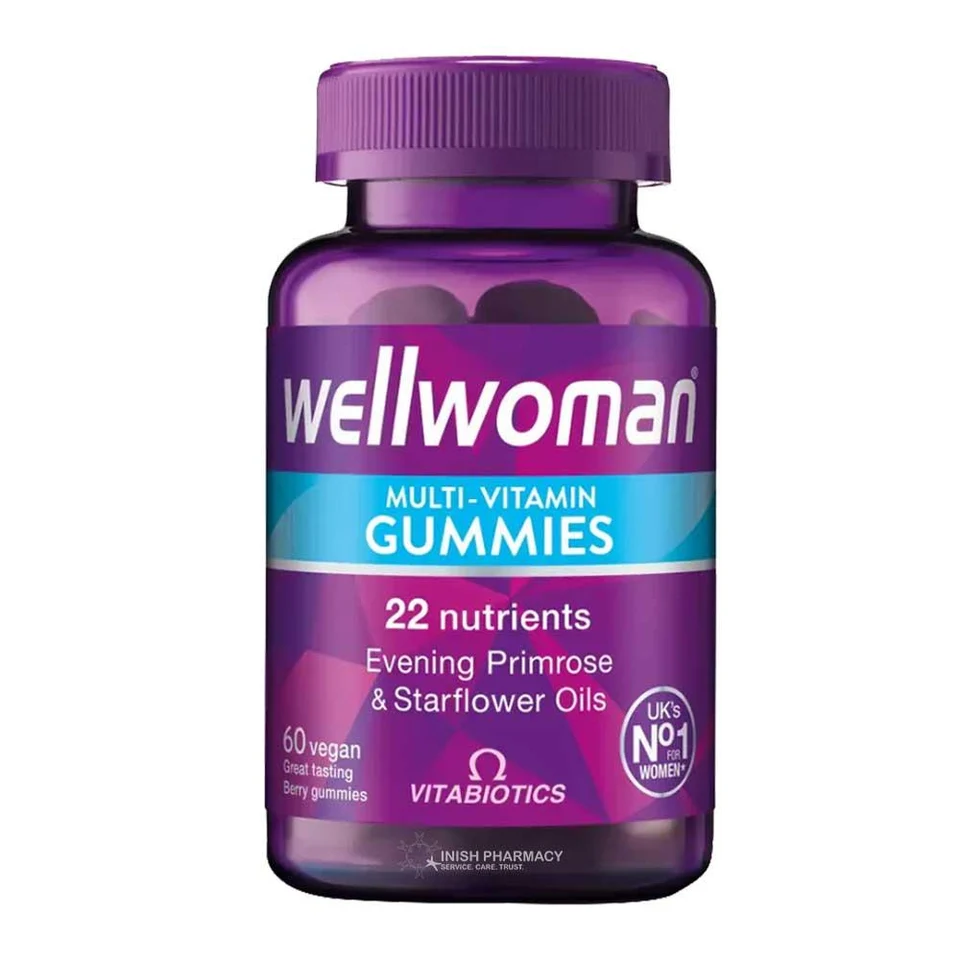 wellwoman®
MULTI-VITAMIN
GUMMIES
22 nutrients
Evening Primrose
& Starflower Oils
60 vegan
Great tasting
Berry gummies
UK's
Nº1
FOR
WOMEN*
VITABIOTICS
INISH PHARMACY
SERVICE. CARE. TRUST.